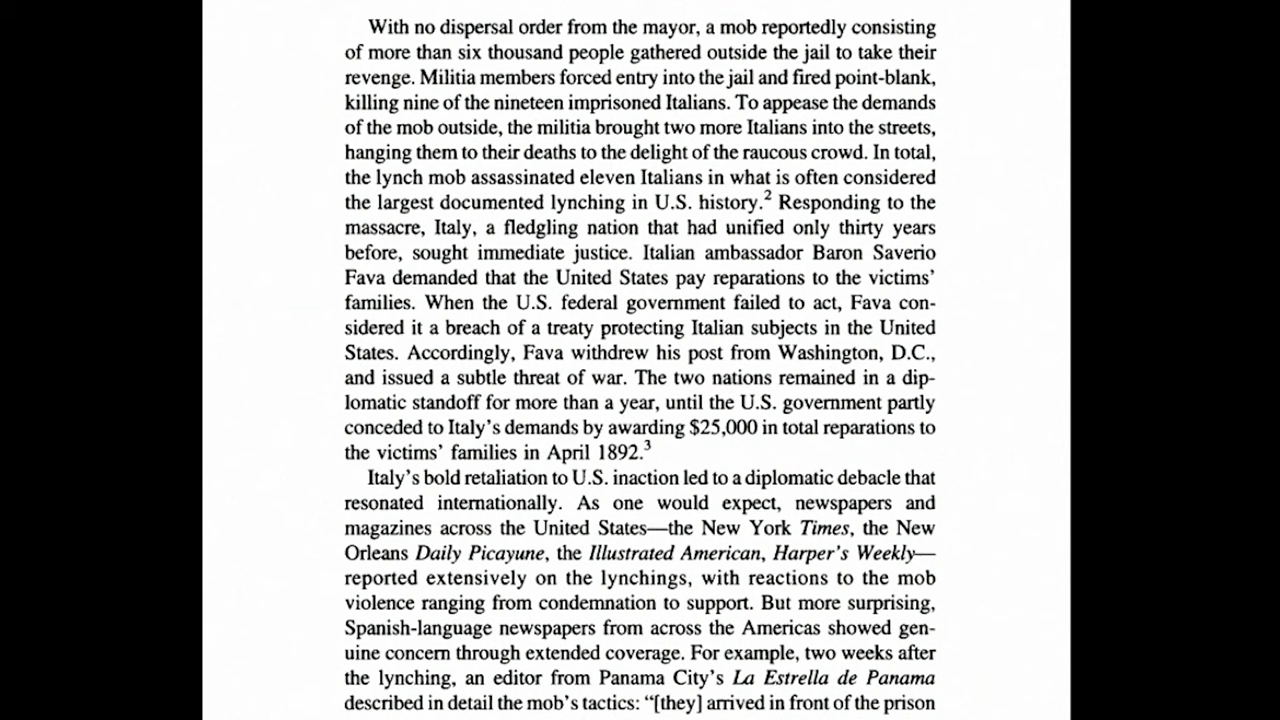 With no dispersal order from the mayor, a mob reportedly consisting
of more than six thousand people gathered outside the jail to take their
revenge. Militia members forced entry into the jail and fired point-blank,
killing nine of the nineteen imprisoned Italians. To appease the demands
of the mob outside, the militia brought two more Italians into the streets,
hanging them to their deaths to the delight of the raucous crowd. In total,
the lynch mob assassinated eleven Italians in what is often considered
the largest documented lynching in U.S. history.2 Responding to the
massacre, Italy, a fledgling nation that had unified only thirty years
before, sought immediate justice. Italian ambassador Baron Saverio
Fava demanded that the United States pay reparations to the victims’
families. When the U.S. federal government failed to act, Fava con-
sidered it a breach of a treaty protecting Italian subjects in the United
States. Accordingly, Fava withdrew his post from Washington, D.C.,
and issued a subtle threat of war. The two nations remained in a dip-
lomatic standoff for more than a year, until the U.S. government partly
conceded to Italy’s demands by awarding $25,000 in total reparations to
the victims’ families in April 1892.3
Italy’s bold retaliation to U.S. inaction led to a diplomatic debacle that
resonated internationally. As one would expect, newspapers and
magazines across the United States—the New York Times, the New
Orleans Daily Picayune, the Illustrated American, Harper’s Weekly—
reported extensively on the lynchings, with reactions to the mob
violence ranging from condemnation to support. But more surprising,
Spanish-language newspapers from across the Americas showed gen-
uine concern through extended coverage. For example, two weeks after
the lynching, an editor from Panama City’s La Estrella de Panama
described in detail the mob’s tactics: “[they] arrived in front of the prison